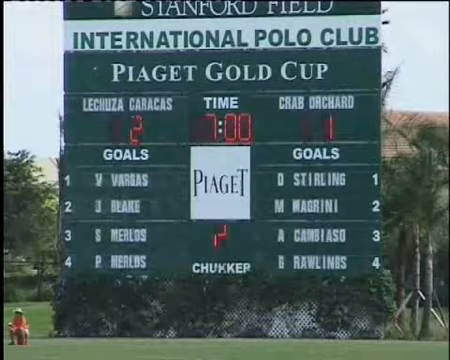 STANFORD FIELD
INTERNATIONAL POLO CLUB
PIAGET GOLD CUP
LECHUZA CARACAS TIME CRAB ORCHARD
2 7:00 1
GOALS GOALS
PIAGET
1 V VARGAS D STIRLING 1
2 J BLAKE M MAGRINI 2
3 S MERLOS A CAMBIASO 3
4 P MERLOS G RAWLINGS 4
CHUKKER